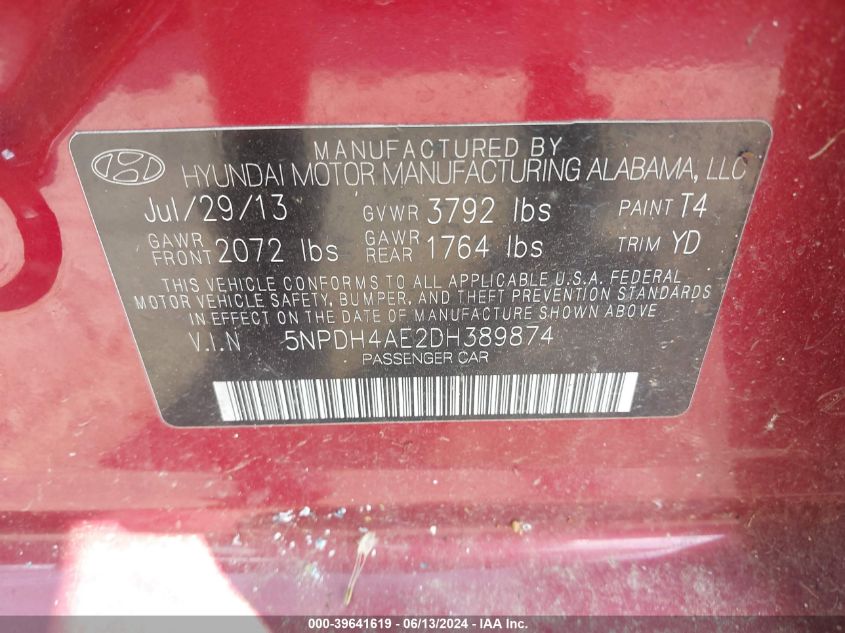 MANUFACTURED BY
HYUNDAI MOTOR MANUFACTURING ALABAMA, LLC
Jul/29/13 GVWR 3792 lbs PAINT T4
GAWR FRONT 2072 lbs GAWR REAR 1764 lbs TRIM YD
THIS VEHICLE CONFORMS TO ALL APPLICABLE U.S.A. FEDERAL
MOTOR VEHICLE SAFETY, BUMPER, AND THEFT PREVENTION STANDARDS
IN EFFECT ON THE DATE OF MANUFACTURE SHOWN ABOVE
V.I.N 5NPDH4AE2DH389874
PASSENGER CAR
000-39641619 - 06/13/2024 - IAA Inc.